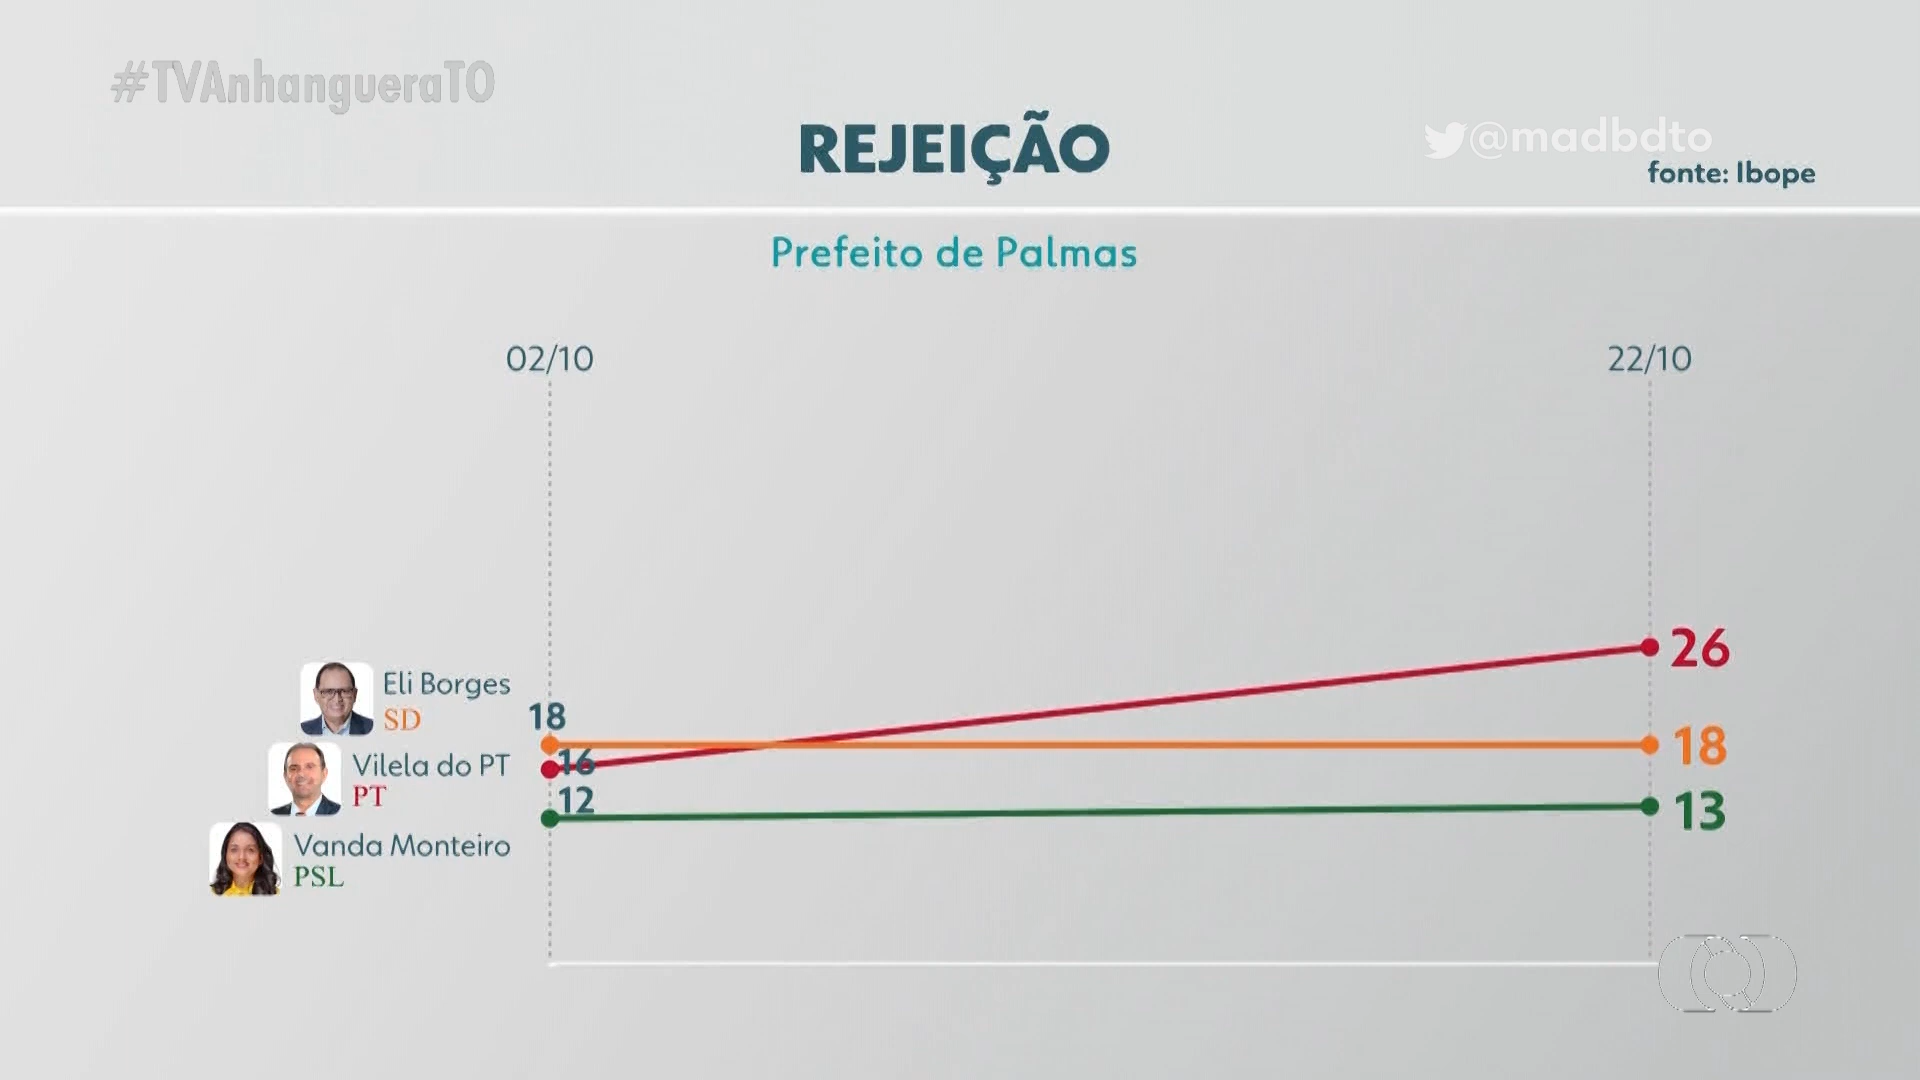 #TVAnhangueraTO
REJEIÇÃO
@madbdto
fonte: Ibope
Prefeito de Palmas
02/10
22/10
26
Eli Borges
SD
18
18
Vilela do PT
PT
16
12
13
Vanda Monteiro
PSL